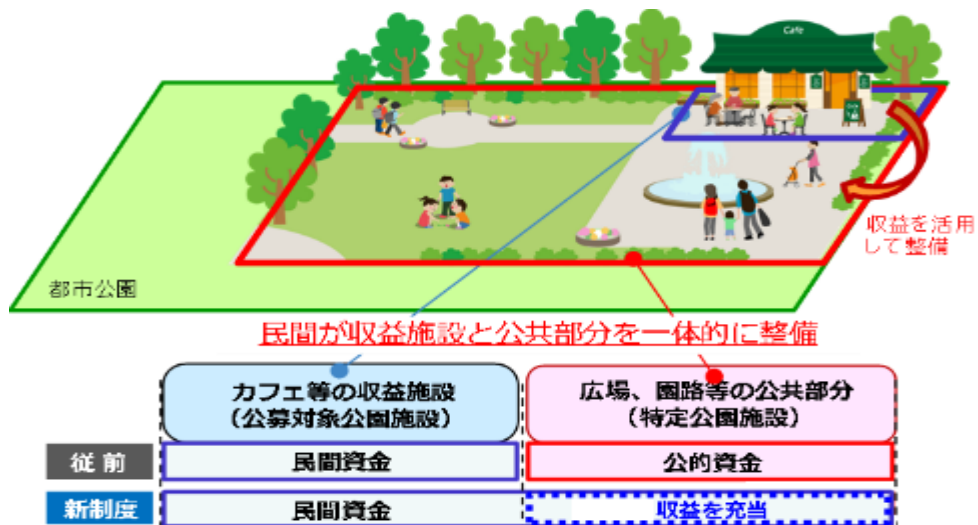 Cafe
収益を活用
して整備
都市公園
民間が収益施設と公共部分を一体的に整備
カフェ等の収益施設
(公募対象公園施設)
広場、園路等の公共部分
(特定公園施設)
従前
民間資金
公的資金
新制度
民間資金
収益を充当